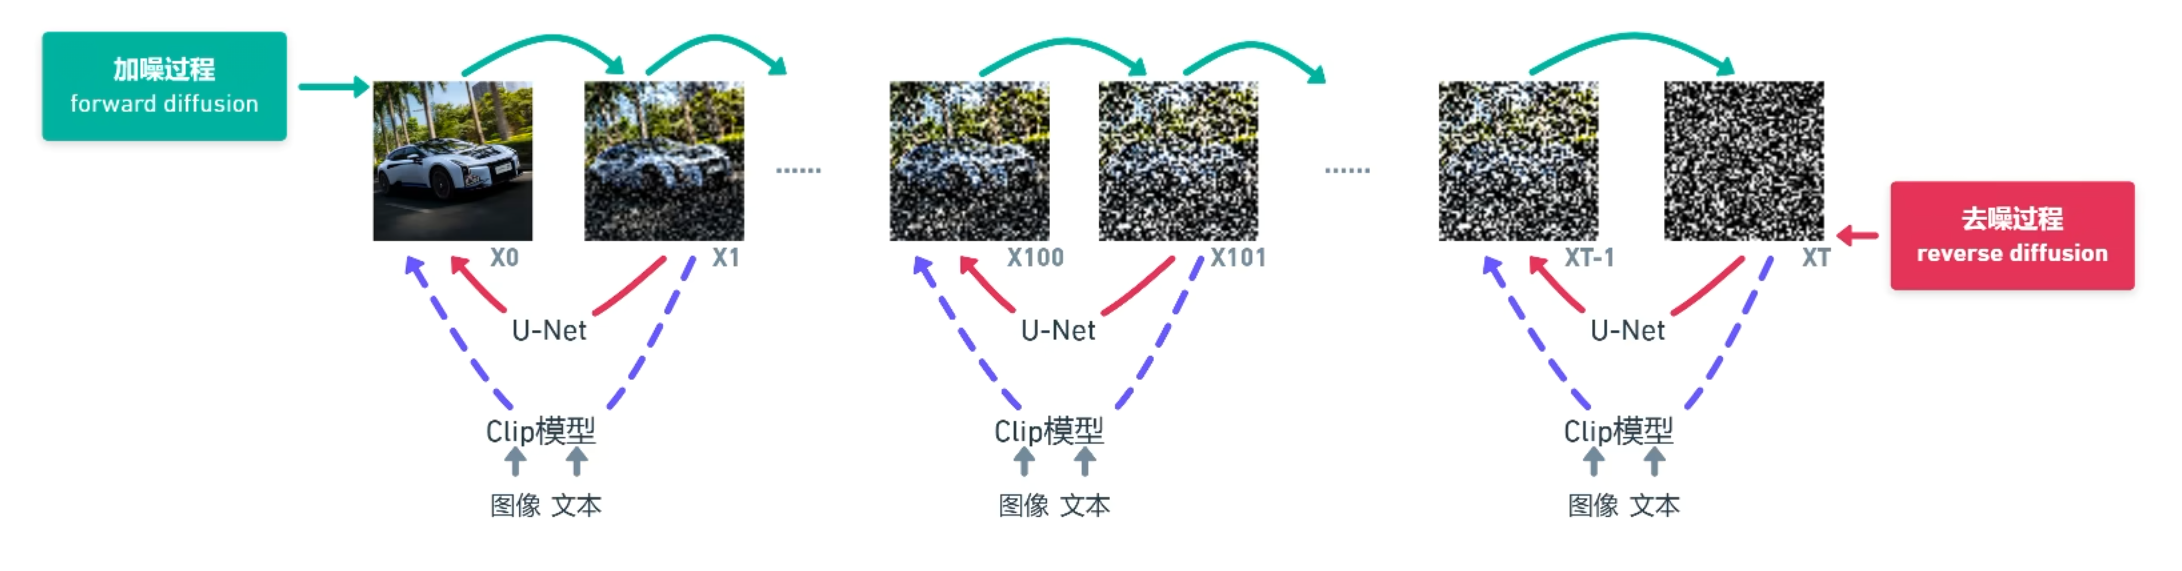 加噪过程
forward diffusion
X0
X1
......
X100
X101
......
XT-1
XT
去噪过程
reverse diffusion
U-Net
U-Net
U-Net
Clip模型
Clip模型
Clip模型
图像 文本
图像 文本
图像 文本